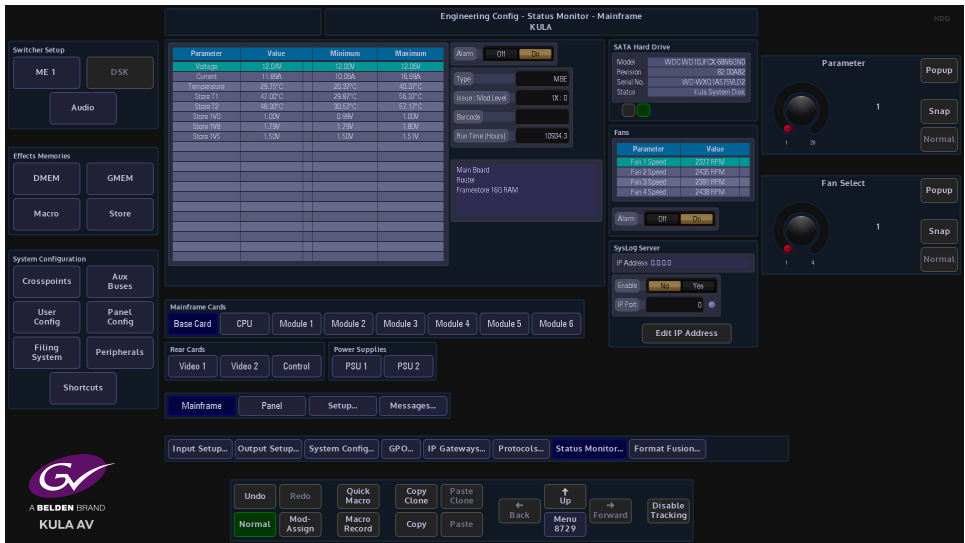 Engineering Config - Status Monitor - Mainframe
KULA
HDD
Switcher Setup
ME 1 DSK
Audio
Effects Memories
DMEM GMEM
Macro Store
System Configuration
Crosspoints Aux Buses
User Config Panel Config
Filing System Peripherals
Shortcuts
Parameter Value Minimum Maximum
Voltage 12.04V 12.00V 12.06V
Current 11.89A 10.06A 16.69A
Temperature 29.75°C 20.37°C 40.37°C
Store T1 47.00°C 29.87°C 56.37°C
Store T2 48.30°C 30.57°C 57.17°C
Store 1V0 1.00V 0.99V 1.00V
Store 1V8 1.79V 1.79V 1.80V
Store 1V5 1.50V 1.50V 1.51V
Alarm Off On
Type MBE
Issue : Mod Level 1X : 0
Barcode
Run Time (Hours) 10934.3
Main Board
Router
Framestore 16G RAM
SATA Hard Drive
Model
Revision 82.00A82
Serial No.
Status Kula System Disk
Fans
Parameter Value
Fan 1 Speed 2377 RPM
Fan 2 Speed 2435 RPM
Fan 3 Speed 2391 RPM
Fan 4 Speed 2438 RPM
Alarm Off On
SysLog Server
IP Address 0.0.0.0
Enable No Yes
IP Port 0
Edit IP Address
Parameter
1
1 20
Popup
Snap
Normal
Fan Select
1
1 4
Popup
Snap
Normal
Mainframe Cards
Base Card CPU Module 1 Module 2 Module 3 Module 4 Module 5 Module 6
Rear Cards
Video 1 Video 2 Control
Power Supplies
PSU 1 PSU 2
Mainframe Panel Setup... Messages...
Input Setup... Output Setup... System Config... GPO... IP Gateways... Protocols... Status Monitor... Format Fusion...
GV
A BELDEN BRAND
KULA AV
Undo Redo Quick Macro Copy Clone Paste Clone
Normal Mod-Assign Macro Record Copy Paste
Back Up Forward Disable Tracking
Menu
8729